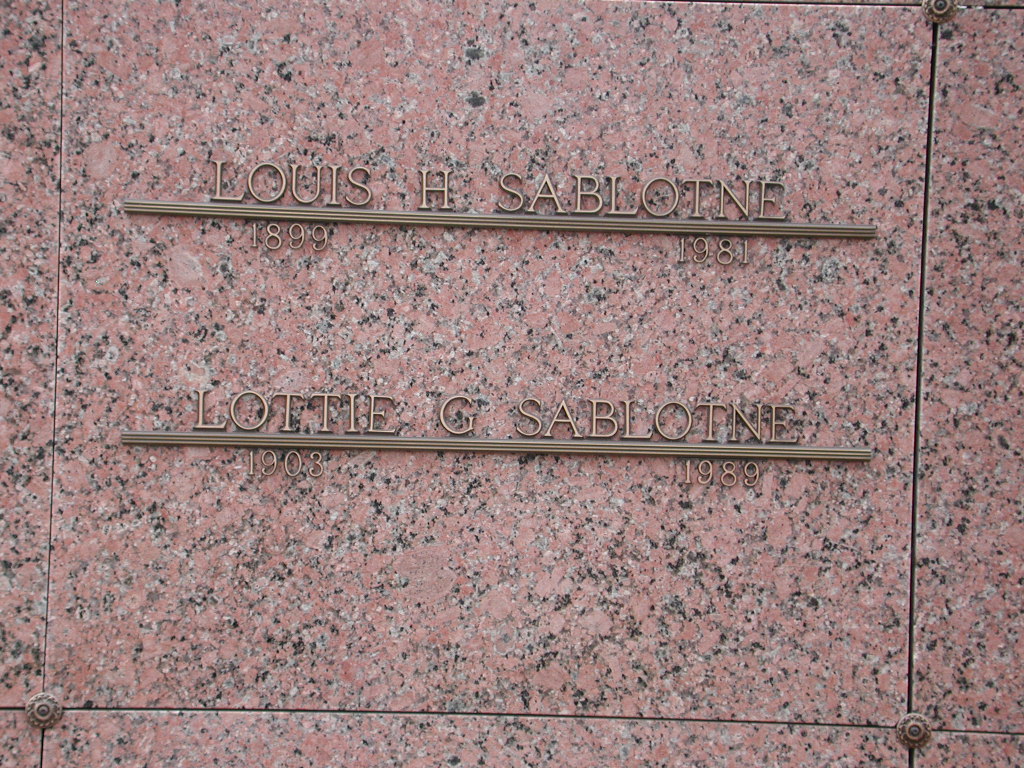 LOUIS H SABLOTNE
1899 1981
LOTTIE G SABLOTNE
1903 1989